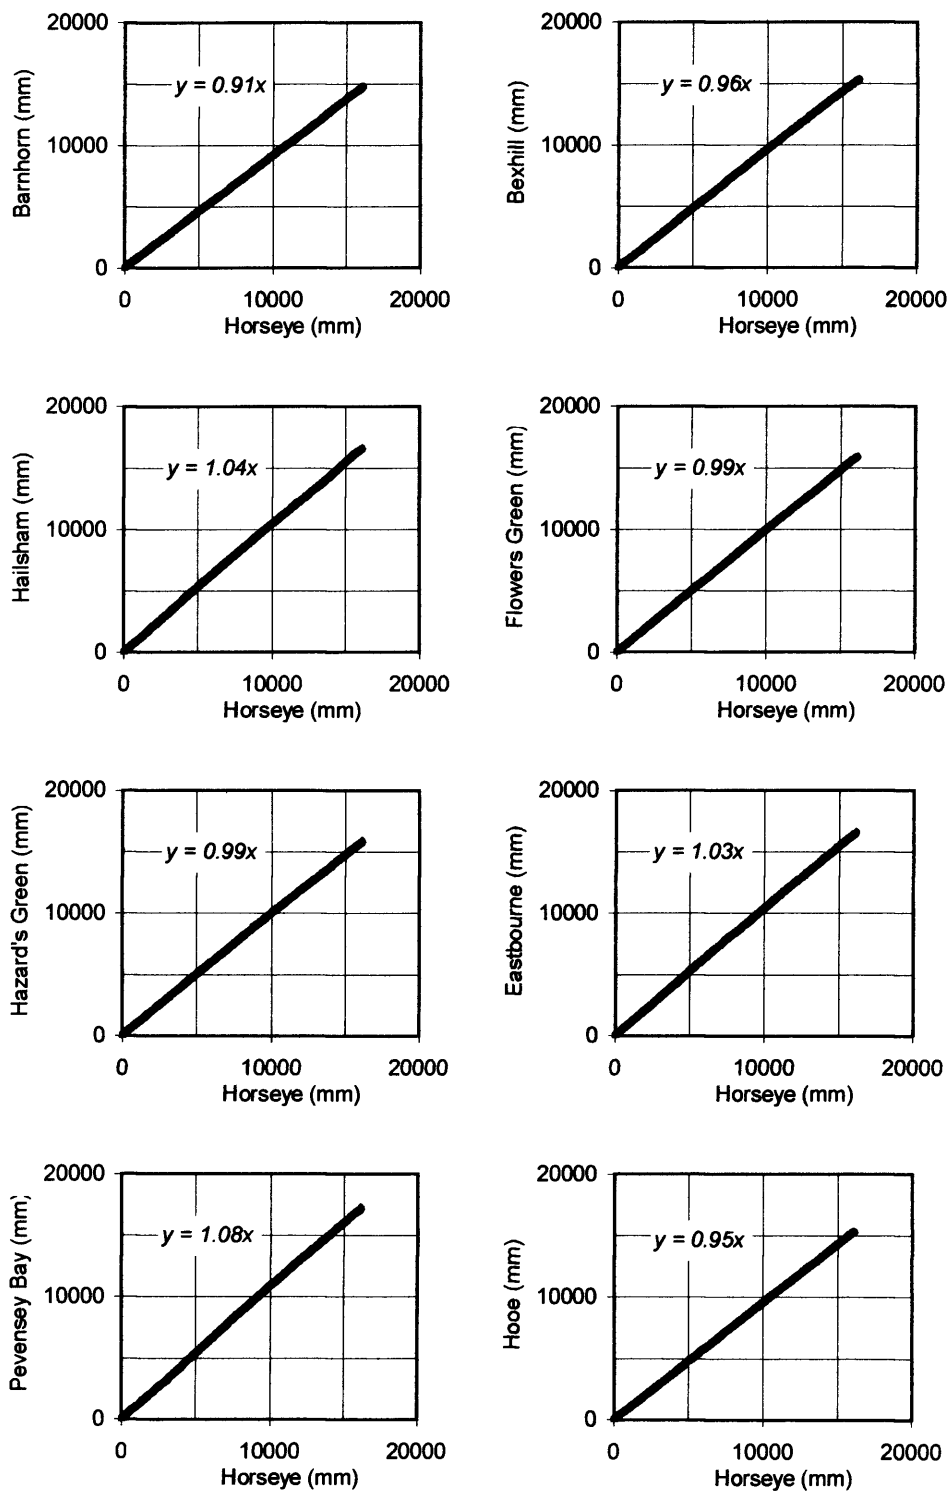 20000
y = 0.91x
Barnhorn (mm)
10000
0
0 10000 20000
Horseye (mm)
20000
y = 0.96x
Bexhill (mm)
10000
0
0 10000 20000
Horseye (mm)
20000
y = 1.04x
Hailsham (mm)
10000
0
0 10000 20000
Horseye (mm)
20000
y = 0.99x
Flowers Green (mm)
10000
0
0 10000 20000
Horseye (mm)
20000
y = 0.99x
Hazard's Green (mm)
10000
0
0 10000 20000
Horseye (mm)
20000
y = 1.03x
Eastbourne (mm)
10000
0
0 10000 20000
Horseye (mm)
20000
y = 1.08x
Pevensey Bay (mm)
10000
0
0 10000 20000
Horseye (mm)
20000
y = 0.95x
Hooe (mm)
10000
0
0 10000 20000
Horseye (mm)